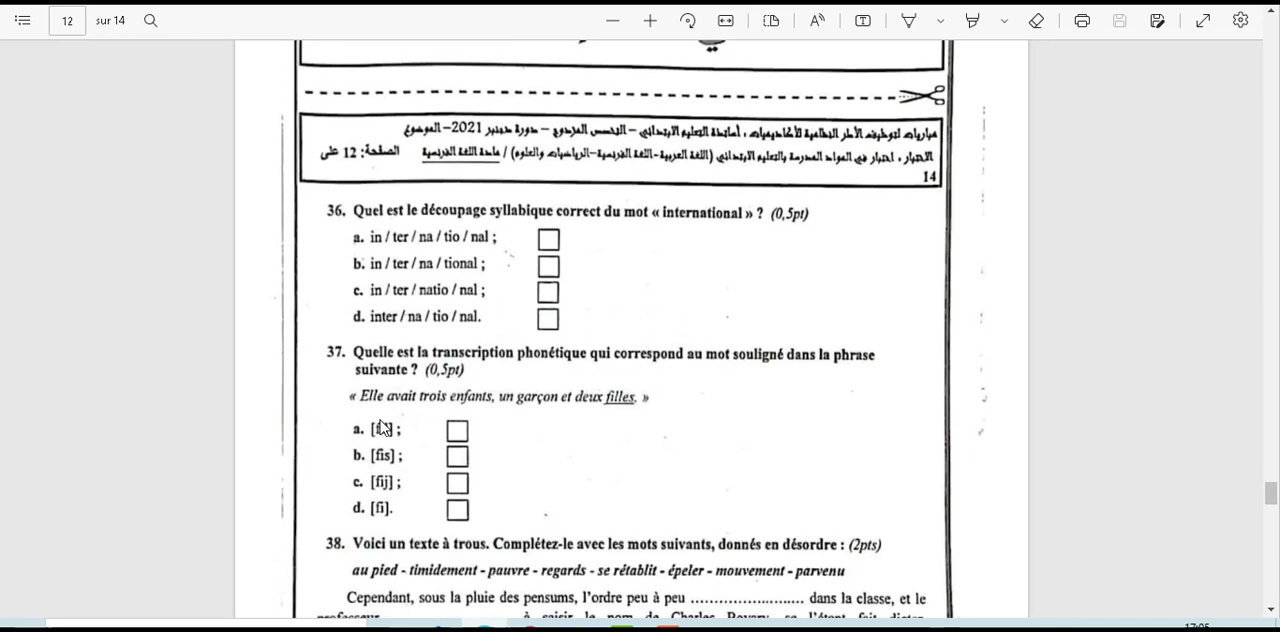 12 sur 14
مباريات لتوظيف الأطر النظامية للأكاديميات، أساتذة التعليم الابتدائي -التخصص المزدوج - دورة دجنبر 2021-الموضوع
الاختبار: اختبار في المواد المدرسة بالتعليم الابتدائي (اللغة العربية-اللغة الفرنسية-الرياضيات والعلوم) / مادة اللغة الفرنسية الصفحة: 12 على
14
36. Quel est le découpage syllabique correct du mot « international » ? (0,5pt)
a. in / ter / na / tio / nal ;
b. in / ter / na / tional ;
c. in / ter / natio / nal ;
d. inter / na / tio / nal.
37. Quelle est la transcription phonétique qui correspond au mot souligné dans la phrase
suivante ? (0,5pt)
« Elle avait trois enfants, un garçon et deux filles. »
a.
b. [fis] ;
c. [fij] ;
d. [fi].
38. Voici un texte à trous. Complétez-le avec les mots suivants, donnés en désordre : (2pts)
au pied - timidement - pauvre - regards - se rétablit - épeler - mouvement - parvenu
Cependant, sous la pluie des pensums, l'ordre peu à peu ........................ dans la classe, et le
17:05